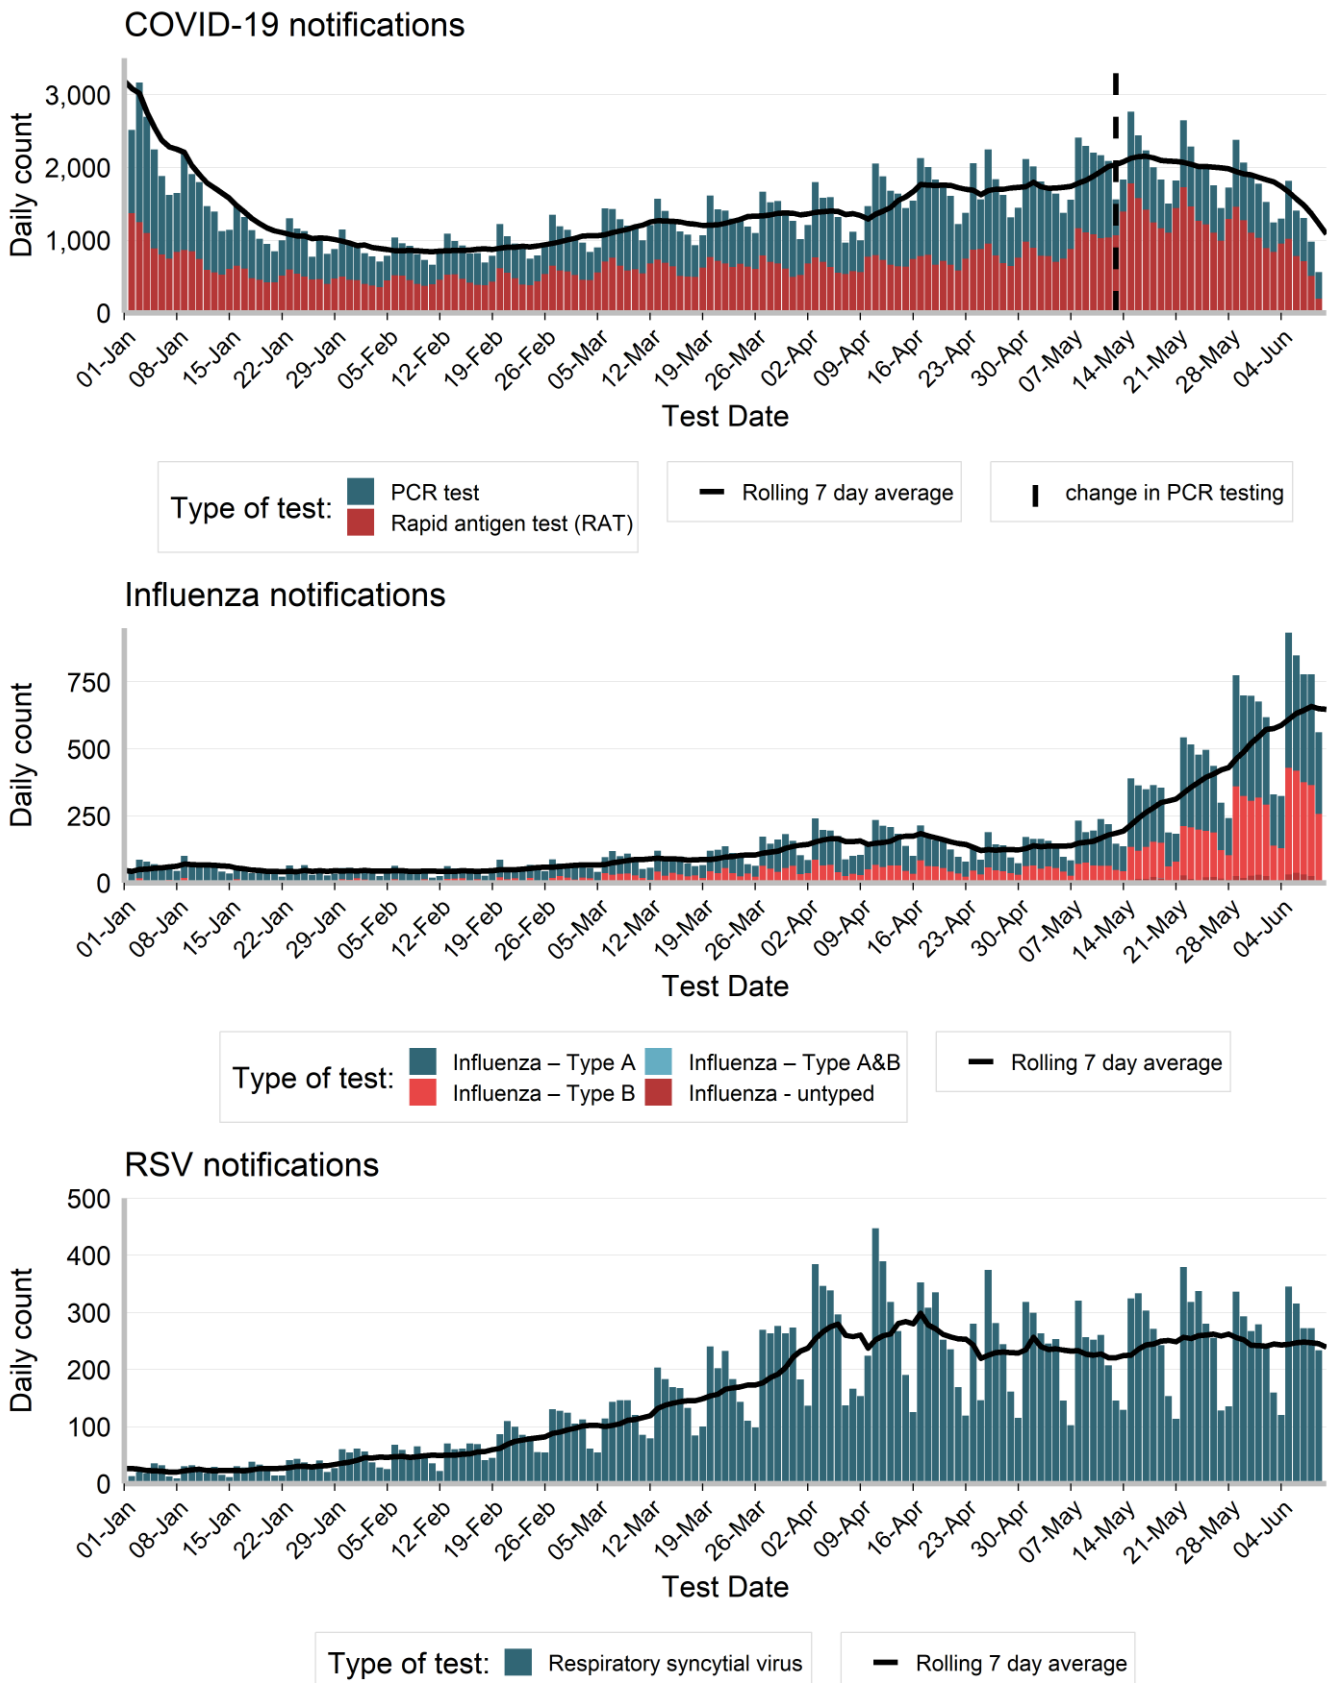 COVID-19 notifications
Daily count
3,000
2,000
1,000
0
01-Jan 08-Jan 15-Jan 22-Jan 29-Jan 05-Feb 12-Feb 19-Feb 26-Feb 05-Mar 12-Mar 19-Mar 26-Mar 02-Apr 09-Apr 16-Apr 23-Apr 30-Apr 07-May 14-May 21-May 28-May 04-Jun
Test Date
Type of test:
PCR test
Rapid antigen test (RAT)
Rolling 7 day average
change in PCR testing
Influenza notifications
Daily count
750
500
250
0
01-Jan 08-Jan 15-Jan 22-Jan 29-Jan 05-Feb 12-Feb 19-Feb 26-Feb 05-Mar 12-Mar 19-Mar 26-Mar 02-Apr 09-Apr 16-Apr 23-Apr 30-Apr 07-May 14-May 21-May 28-May 04-Jun
Test Date
Type of test:
Influenza – Type A
Influenza – Type B
Influenza – Type A&B
Influenza - untyped
Rolling 7 day average
RSV notifications
Daily count
500
400
300
200
100
0
01-Jan 08-Jan 15-Jan 22-Jan 29-Jan 05-Feb 12-Feb 19-Feb 26-Feb 05-Mar 12-Mar 19-Mar 26-Mar 02-Apr 09-Apr 16-Apr 23-Apr 30-Apr 07-May 14-May 21-May 28-May 04-Jun
Test Date
Type of test:
Respiratory syncytial virus
Rolling 7 day average